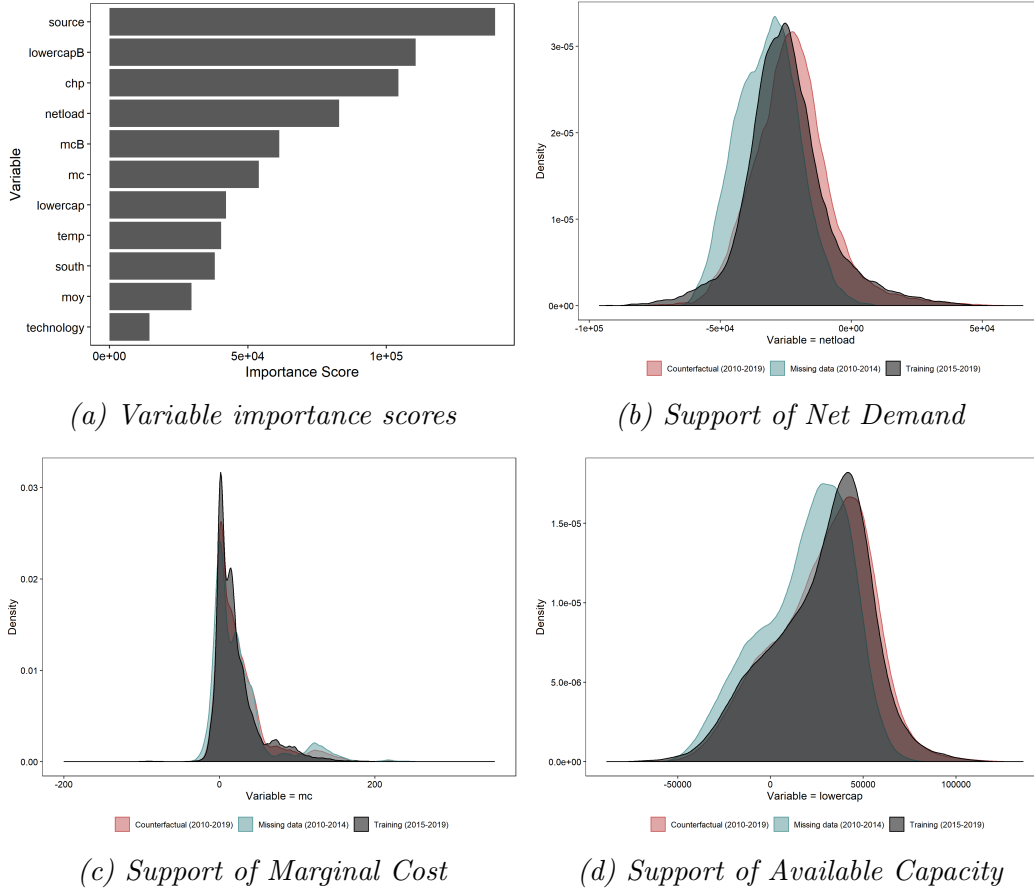 Variable
source
lowercapB
chp
netload
mcB
mc
lowercap
temp
south
moy
technology
0e+00 5e+04 1e+05
Importance Score
(a) Variable importance scores
Density
3e-05
2e-05
1e-05
0e+00
-1e+05 -5e+04 0e+00 5e+04
Variable = netload
Counterfactual (2010-2019) Missing data (2010-2014) Training (2015-2019)
(b) Support of Net Demand
Density
0.03
0.02
0.01
0.00
-200 0 200
Variable = mc
Counterfactual (2010-2019) Missing data (2010-2014) Training (2015-2019)
(c) Support of Marginal Cost
Density
1.5e-05
1.0e-05
5.0e-06
0.0e+00
-50000 0 50000 100000
Variable = lowercap
Counterfactual (2010-2019) Missing data (2010-2014) Training (2015-2019)
(d) Support of Available Capacity